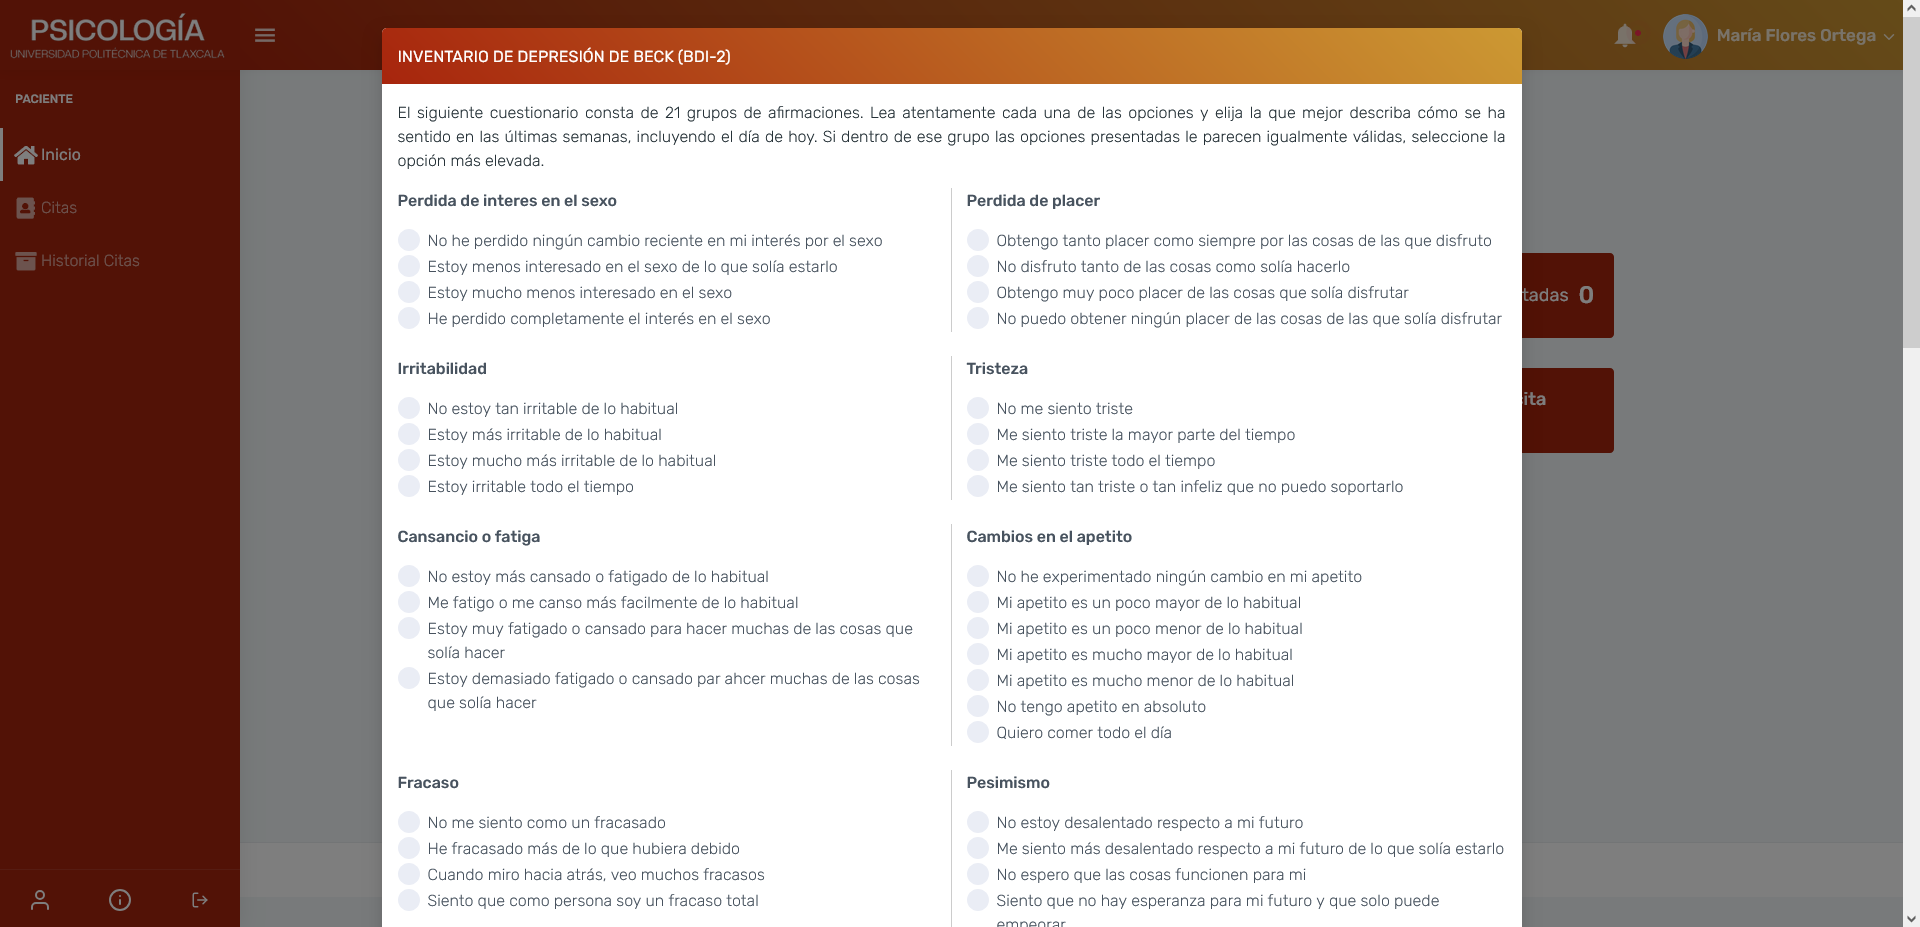 PSICOLOGÍA
UNIVERSIDAD POLITÉCNICA DE TLAXCALA
María Flores Ortega
PACIENTE
Inicio
Citas
Historial Citas
INVENTARIO DE DEPRESIÓN DE BECK (BDI-2)
El siguiente cuestionario consta de 21 grupos de afirmaciones. Lea atentamente cada una de las opciones y elija la que mejor describa cómo se ha
sentido en las últimas semanas, incluyendo el día de hoy. Si dentro de ese grupo las opciones presentadas le parecen igualmente válidas, seleccione la
opción más elevada.
Perdida de interes en el sexo
No he perdido ningún cambio reciente en mi interés por el sexo
Estoy menos interesado en el sexo de lo que solía estarlo
Estoy mucho menos interesado en el sexo
He perdido completamente el interés en el sexo
Perdida de placer
Obtengo tanto placer como siempre por las cosas de las que disfruto
No disfruto tanto de las cosas como solía hacerlo
Obtengo muy poco placer de las cosas que solía disfrutar
No puedo obtener ningún placer de las cosas de las que solía disfrutar
Irritabilidad
No estoy tan irritable de lo habitual
Estoy más irritable de lo habitual
Estoy mucho más irritable de lo habitual
Estoy irritable todo el tiempo
Tristeza
No me siento triste
Me siento triste la mayor parte del tiempo
Me siento triste todo el tiempo
Me siento tan triste o tan infeliz que no puedo soportarlo
Cansancio o fatiga
No estoy más cansado o fatigado de lo habitual
Me fatigo o me canso más facilmente de lo habitual
Estoy muy fatigado o cansado para hacer muchas de las cosas que
solía hacer
Estoy demasiado fatigado o cansado par ahcer muchas de las cosas
que solía hacer
Cambios en el apetito
No he experimentado ningún cambio en mi apetito
Mi apetito es un poco mayor de lo habitual
Mi apetito es un poco menor de lo habitual
Mi apetito es mucho mayor de lo habitual
Mi apetito es mucho menor de lo habitual
No tengo apetito en absoluto
Quiero comer todo el día
Fracaso
No me siento como un fracasado
He fracasado más de lo que hubiera debido
Cuando miro hacia atrás, veo muchos fracasos
Siento que como persona soy un fracaso total
Pesimismo
No estoy desalentado respecto a mi futuro
Me siento más desalentado respecto a mi futuro de lo que solía estarlo
No espero que las cosas funcionen para mi
Siento que no hay esperanza para mi futuro y que solo puede
empeorar
tadas 0
cita